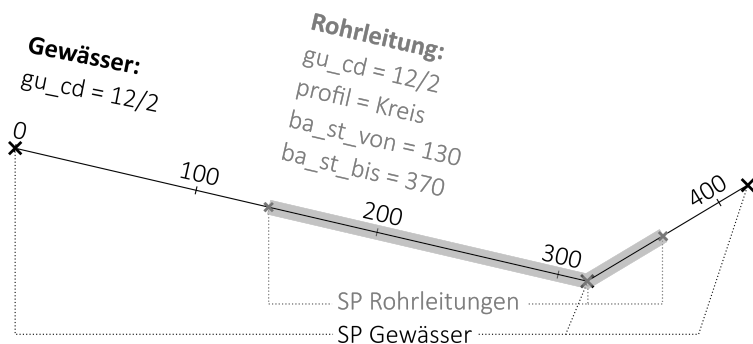 Gewässer:
gu_cd = 12/2
Rohrleitung:
gu_cd = 12/2
profil = Kreis
ba_st_von = 130
ba_st_bis = 370
0
100
200
300
400
SP Rohrleitungen
SP Gewässer